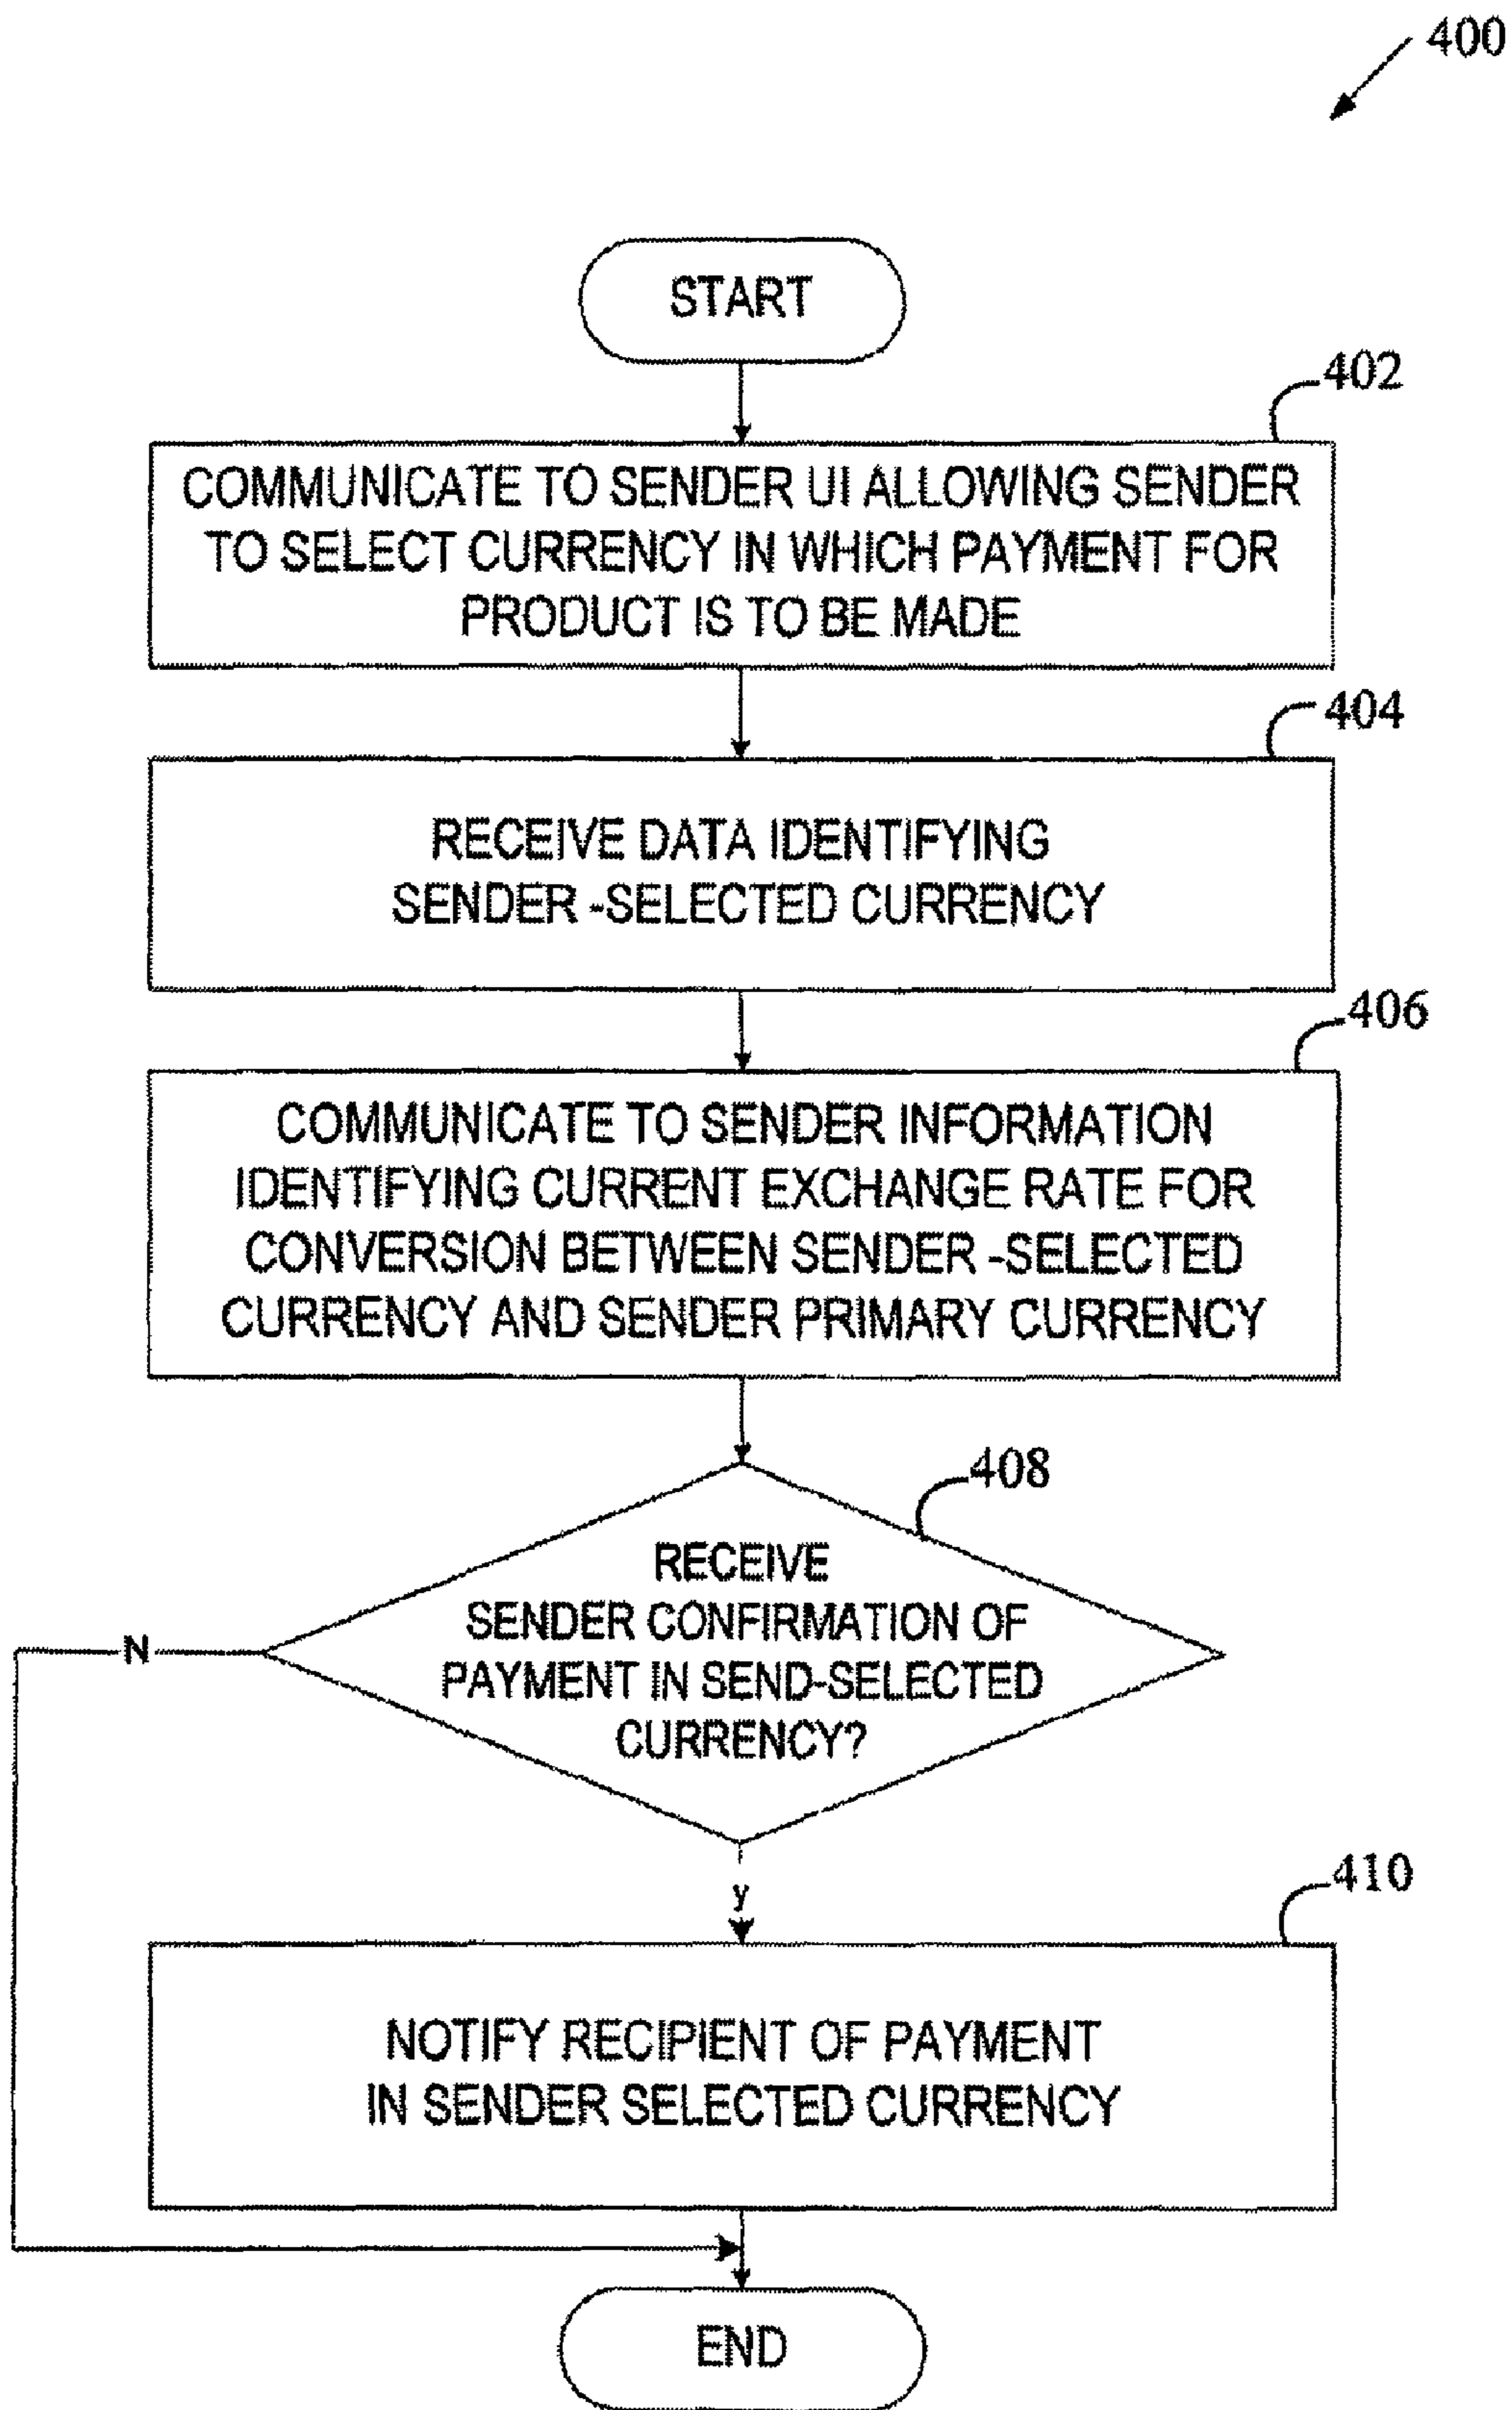 400
START
402
COMMUNICATE TO SENDER UI ALLOWING SENDER
TO SELECT CURRENCY IN WHICH PAYMENT FOR
PRODUCT IS TO BE MADE
404
RECEIVE DATA IDENTIFYING
SENDER -SELECTED CURRENCY
406
COMMUNICATE TO SENDER INFORMATION
IDENTIFYING CURRENT EXCHANGE RATE FOR
CONVERSION BETWEEN SENDER -SELECTED
CURRENCY AND SENDER PRIMARY CURRENCY
408
RECEIVE
SENDER CONFIRMATION OF
PAYMENT IN SEND-SELECTED
CURRENCY?
N
y
410
NOTIFY RECIPIENT OF PAYMENT
IN SENDER SELECTED CURRENCY
END